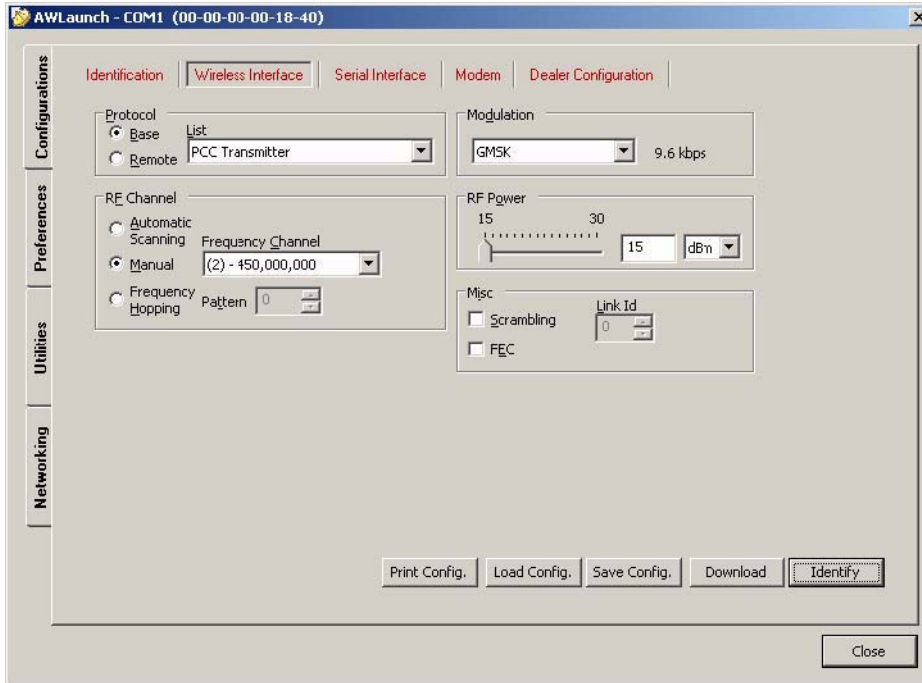 AWLaunch - COM1 (00-00-00-00-18-40)
Configurations
Preferences
Utilities
Networking
Identification
Wireless Interface
Serial Interface
Modem
Dealer Configuration
Protocol
Base
Remote
List
PCC Transmitter
Modulation
GMSK
9.6 kbps
RF Channel
Automatic
Scanning
Manual
Frequency
Hopping
Frequency Channel
(2) - 450,000,000
Pattern
0
RF Power
15
30
15
dBm
Misc
Scrambling
FEC
Link Id
0
Print Config.
Load Config.
Save Config.
Download
Identify
Close